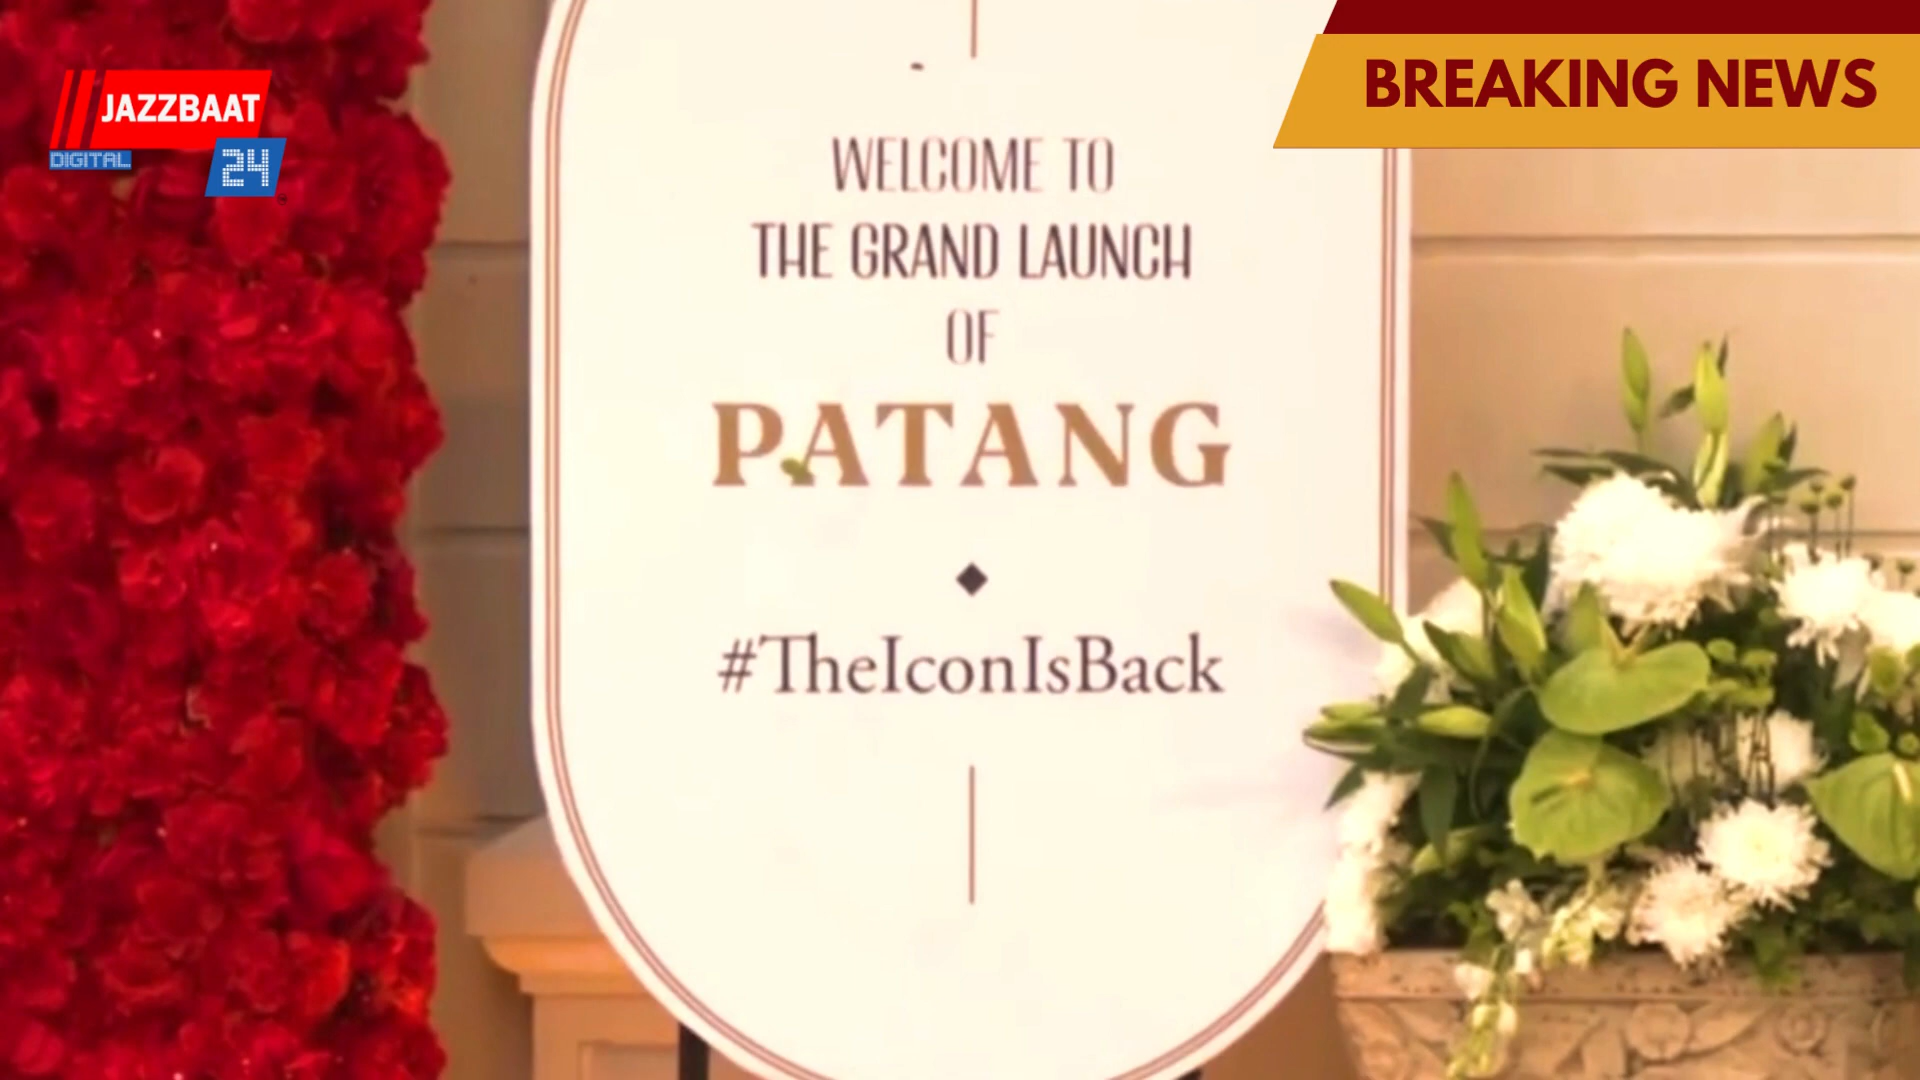 JAZZBAAT
DIGITAL
24
BREAKING NEWS
WELCOME TO
THE GRAND LAUNCH
OF
PATANG
#TheIconIsBack